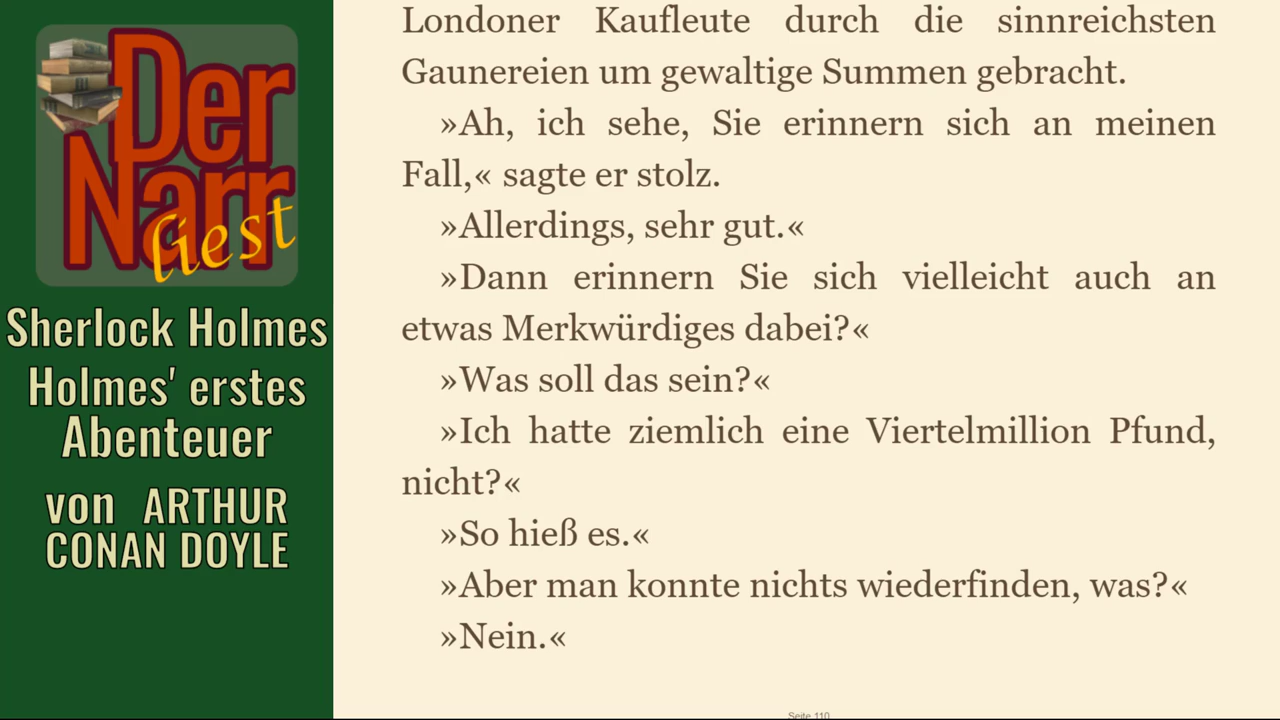 Der
Narr
liest
Sherlock Holmes
Holmes' erstes
Abenteuer
von ARTHUR
CONAN DOYLE
Londoner Kaufleute durch die sinnreichsten
Gaunereien um gewaltige Summen gebracht.
»Ah, ich sehe, Sie erinnern sich an meinen
Fall,« sagte er stolz.
»Allerdings, sehr gut.«
»Dann erinnern Sie sich vielleicht auch an
etwas Merkwürdiges dabei?«
»Was soll das sein?«
»Ich hatte ziemlich eine Viertelmillion Pfund,
nicht?«
»So hieß es.«
»Aber man konnte nichts wiederfinden, was?«
»Nein.«
Seite 110